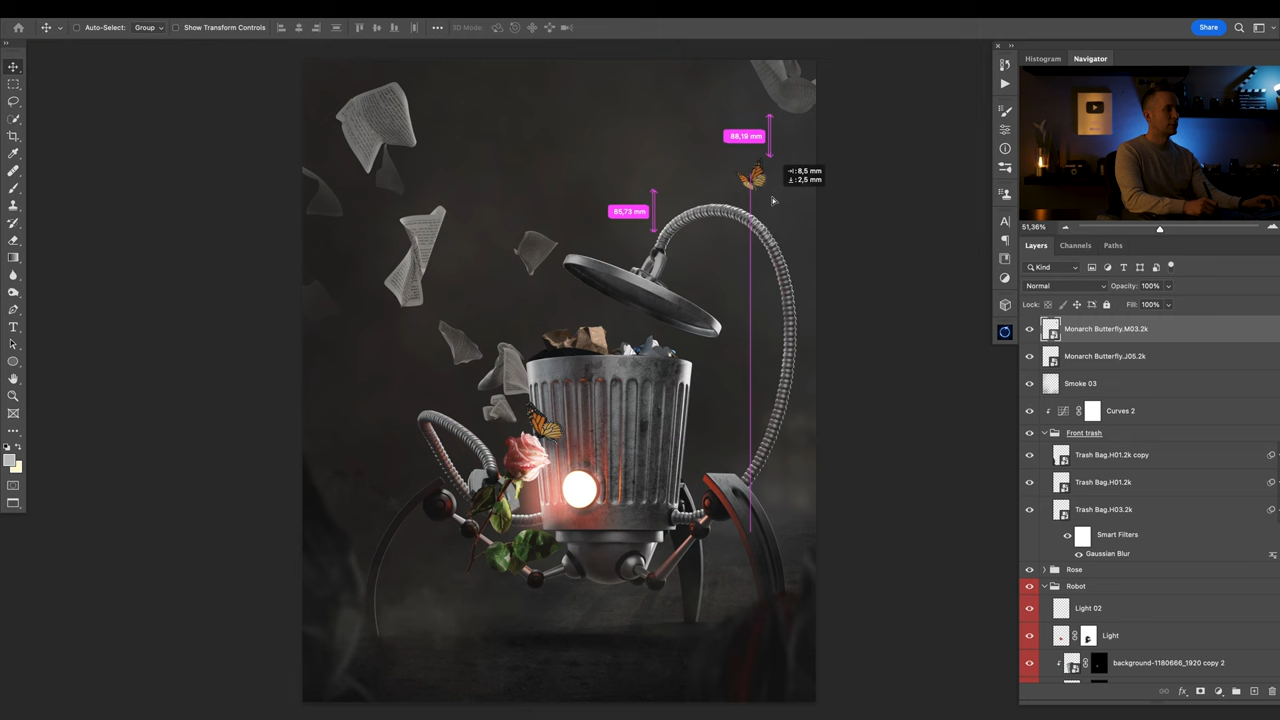 Auto-Select: Group Show Transform Controls 3D Mode: Share
Histogram Navigator
88,19 mm
85,73 mm
8,5 mm
2,5 mm
51,36%
Layers Channels Paths
Kind
Normal Opacity: 100%
Lock: Fill: 100%
Monarch Butterfly.M03.2k
Monarch Butterfly.J05.2k
Smoke 03
Curves 2
Front trash
Trash Bag.H01.2k copy
Trash Bag.H01.2k
Trash Bag.H03.2k
Smart Filters
Gaussian Blur
Rose
Robot
Light 02
Light
background-1180666_1920 copy 2